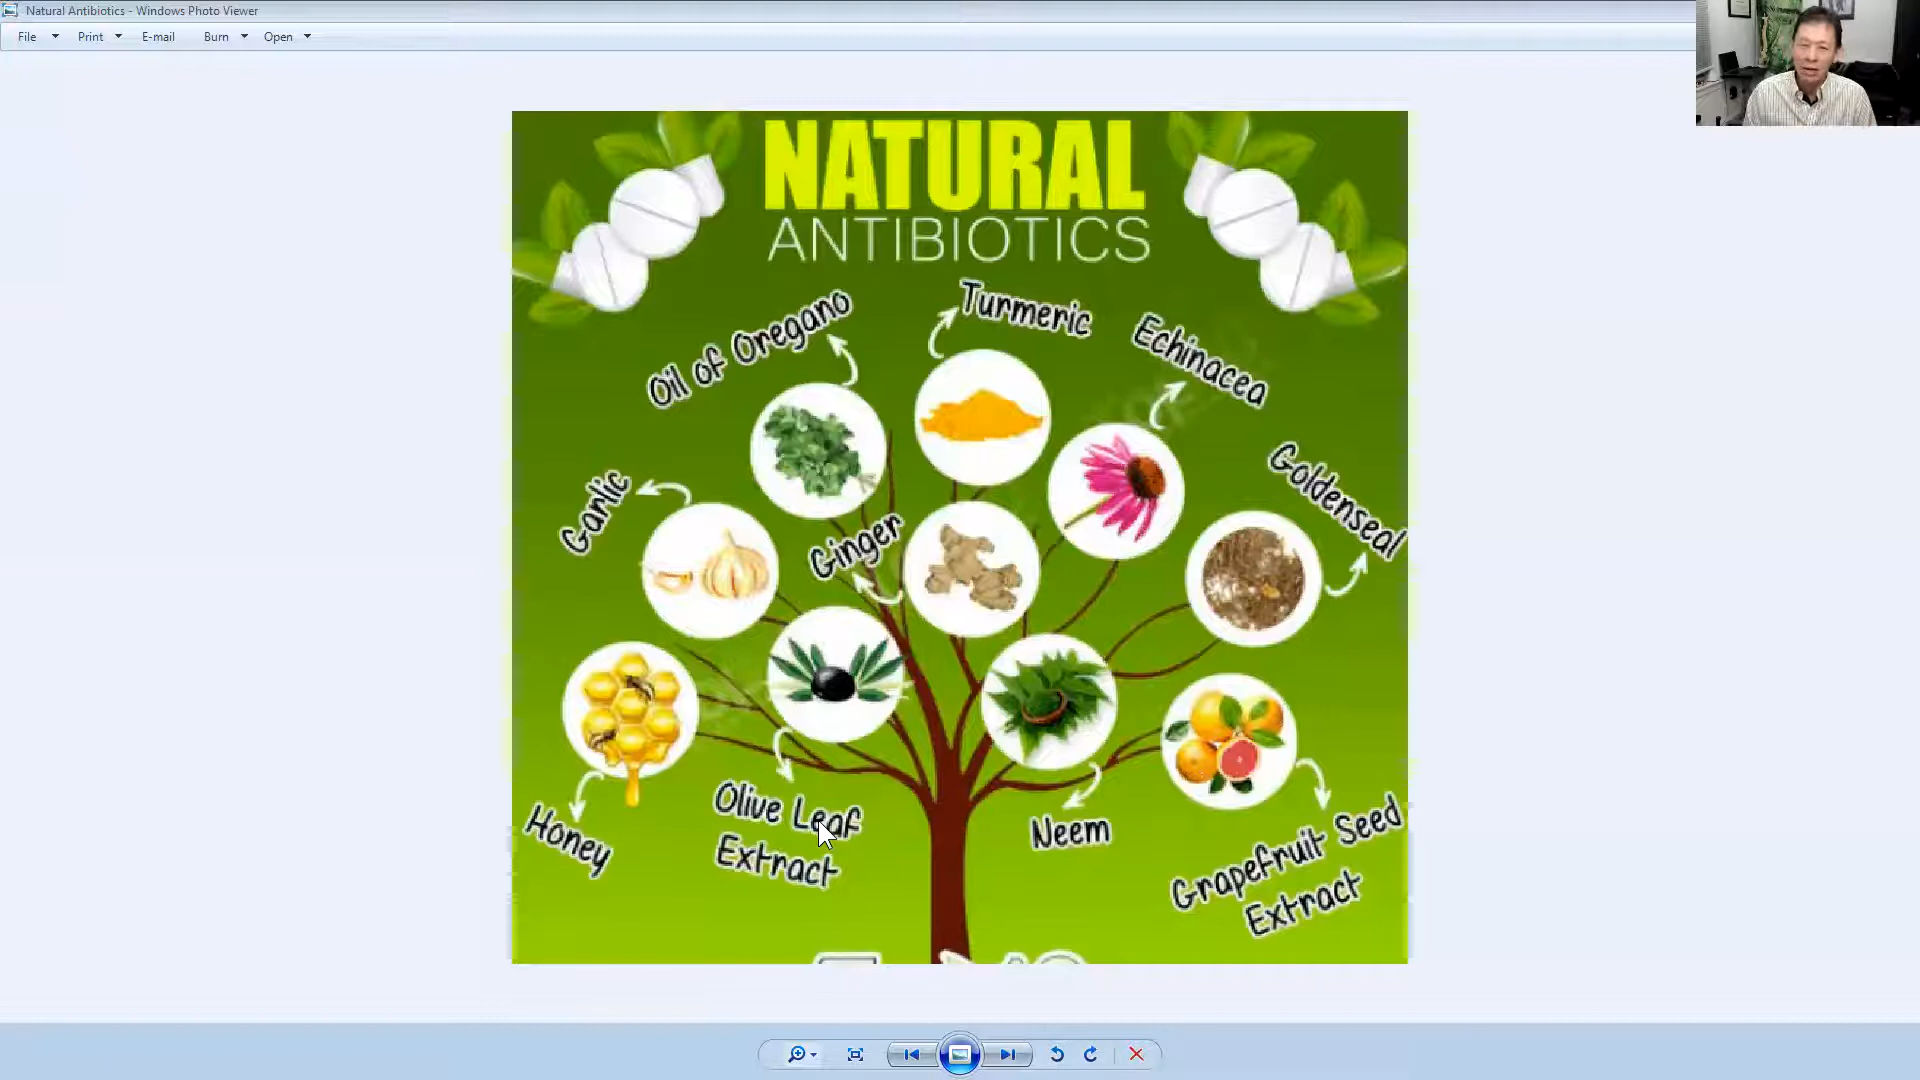 Natural Antibiotics - Windows Photo Viewer
File Print E-mail Burn Open
NATURAL
ANTIBIOTICS
Oil of Oregano
Turmeric
Echinacea
Garlic
Ginger
Goldenseal
Honey
Olive Leaf
Extract
Neem
Grapefruit Seed
Extract